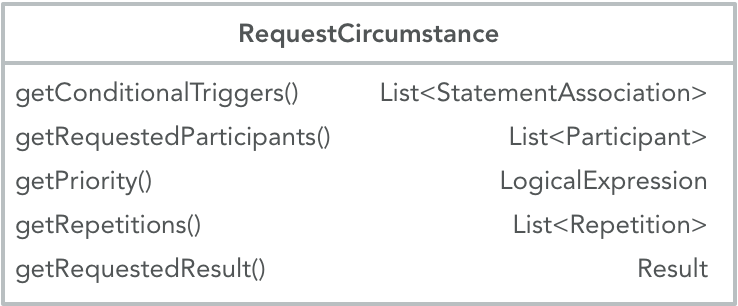 RequestCircumstance
getConditionalTriggers() List<StatementAssociation>
getRequestedParticipants() List<Participant>
getPriority() LogicalExpression
getRepetitions() List<Repetition>
getRequestedResult() Result